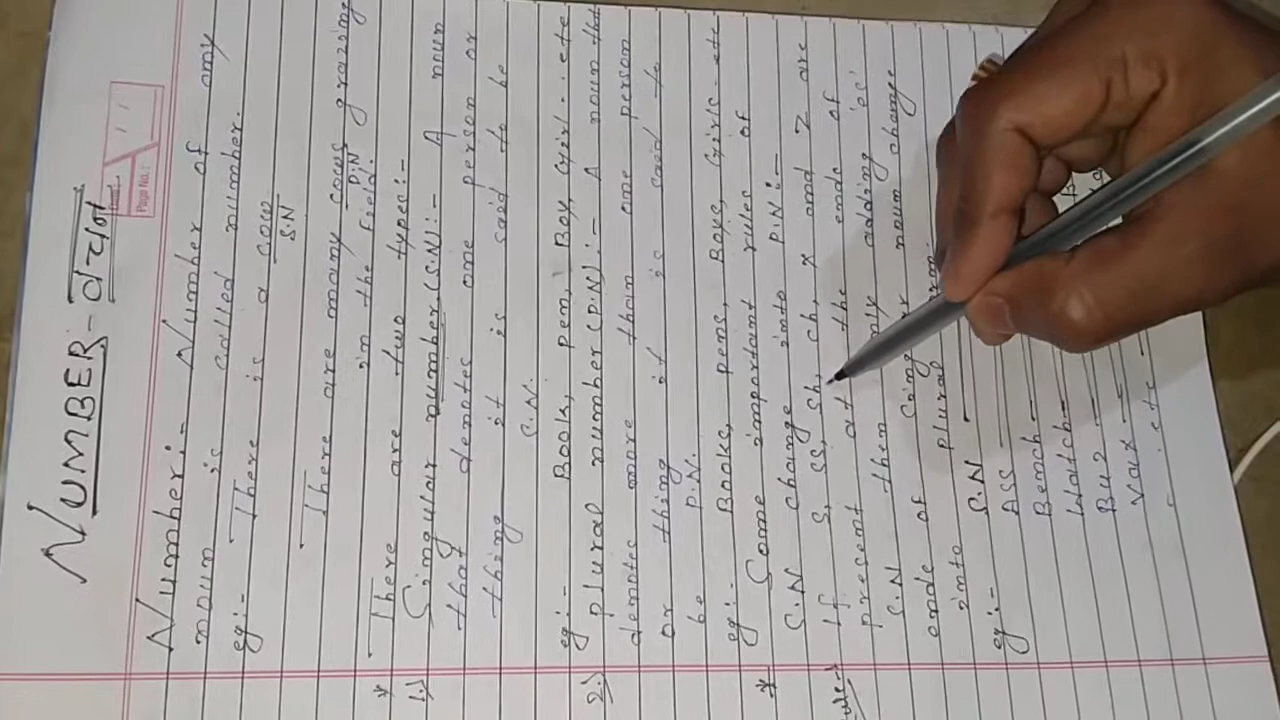 NUMBER - वचन
Page No.:
Number:- Number of any
noun is called number.
eg:- There is a cow
S.N
There are many cows grazing
P.N
in the field.
* There are two types:-
1.) Singular number (S.N):- A noun
that denotes one person or
thing it is said to be
S.N.
eg:- Book, pen, Boy, Girl. etc
2.) plural number (P.N):- A noun that
denotes more than one person
or thing it is said to
be P.N.
eg:- Books, pens, Boys, Girls. etc
* Some important rules of
S.N change into P.N:-
If s, ss, sh, ch, x and z are
present at the ends of
S.N then adding 'es'
ends of noun change
into plural
eg:- S.N
Ass
Bench
Watch
Buz
Vax
etc